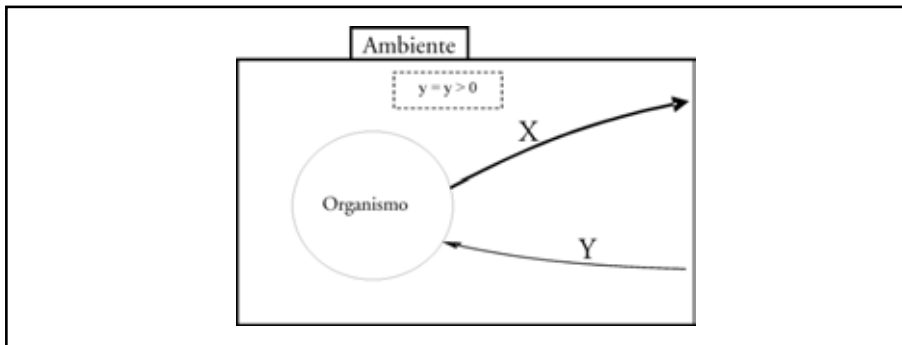 Ambiente
y = y > 0
X
Organismo
Y